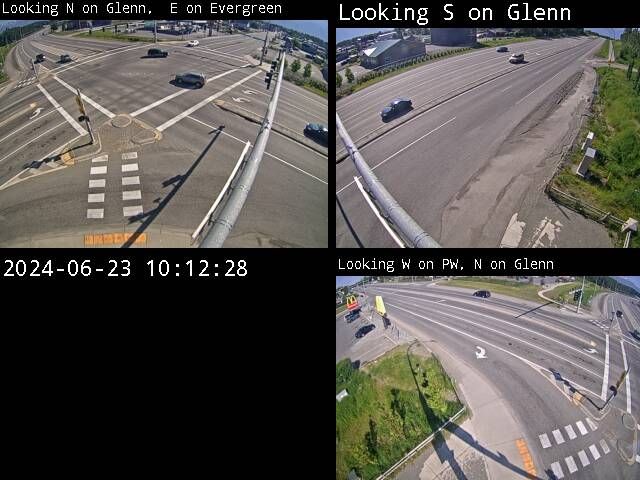 Looking N on Glenn,  E on Evergreen
Looking S on Glenn
2024-06-23 10:12:28
Looking W on PW, N on Glenn